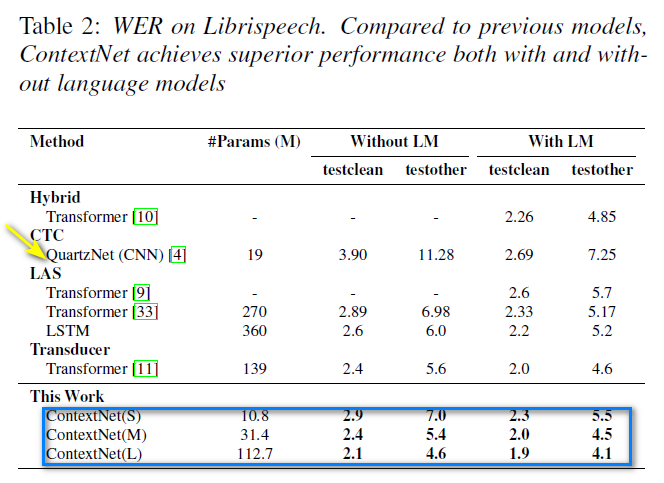 Table 2: WER on Librispeech. Compared to previous models,
ContextNet achieves superior performance both with and with-
out language models
Method #Params (M) Without LM With LM
testclean testother testclean testother
Hybrid
Transformer [10] - - - 2.26 4.85
CTC
QuartzNet (CNN) [4] 19 3.90 11.28 2.69 7.25
LAS
Transformer [9] - - - 2.6 5.7
Transformer [33] 270 2.89 6.98 2.33 5.17
LSTM 360 2.6 6.0 2.2 5.2
Transducer
Transformer [11] 139 2.4 5.6 2.0 4.6
This Work
ContextNet(S) 10.8 2.9 7.0 2.3 5.5
ContextNet(M) 31.4 2.4 5.4 2.0 4.5
ContextNet(L) 112.7 2.1 4.6 1.9 4.1